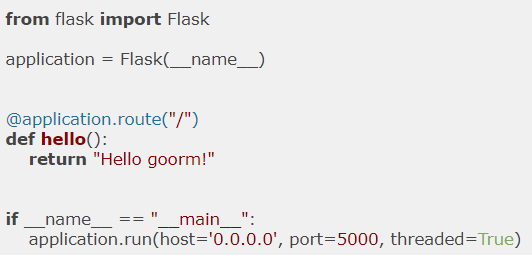 from flask import Flask
application = Flask(__name__)
@application.route("/")
def hello():
    return "Hello goorm!"
if __name__ == "__main__":
    application.run(host='0.0.0.0', port=5000, threaded=True)